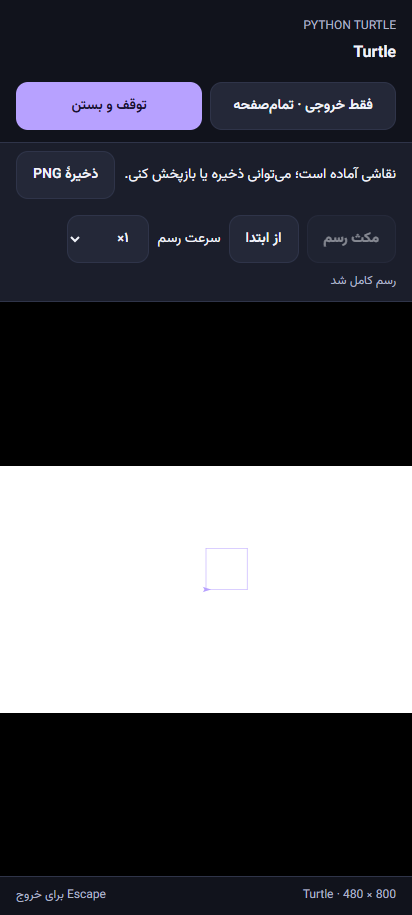 PYTHON TURTLE
Turtle
فقط خروجی · تمام‌صفحه
توقف و بستن
نقاشی آماده است؛ می‌توانی ذخیره یا بازپخش کنی.
ذخیرهٔ PNG
مکث رسم
از ابتدا
سرعت رسم
۱×
رسم کامل شد
Turtle · 480 × 800
Escape برای خروج